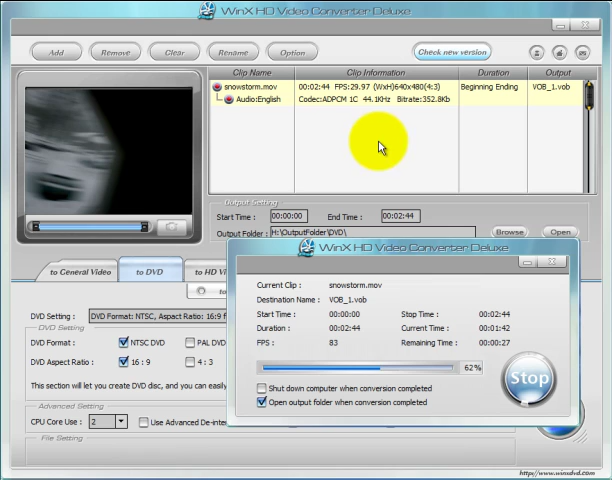 WinX HD Video Converter Deluxe
Add Remove Clear Rename Option Check new version
Clip Name Clip Information Duration Output
snowstorm.mov 00:02:44 FPS:29.97 (WxH)640x480(4:3) Beginning Ending VOB_1.vob
Audio:English Codec:ADPCM 1C 44.1KHz Bitrate:352.8Kb
Output Setting
Start Time : 00:00:00 End Time : 00:02:44
Output Folder : H:\OutputFolder\DVD\ Browse Open
WinX HD Video Converter Deluxe
to General Video to DVD to HD Vi
to
Current Clip : snowstorm.mov
Destination Name : VOB_1.vob
Start Time : 00:00:00 Stop Time : 00:02:44
Duration : 00:02:44 Current Time : 00:01:42
FPS : 83 Remaining Time : 00:00:27
62%
Stop
Shut down computer when conversion completed
Open output folder when conversion completed
DVD Setting : DVD Format: NTSC, Aspact Ratio: 16:9 f
DVD Setting
DVD Format : NTSC DVD PAL DVD
DVD Aspect Ratio : 16 : 9 4 : 3
This section will let you create DVD disc, and you can easily
Advanced Setting
CPU Core Use : 2 Use Advanced De-inte
File Setting
http://www.winxdvd.com